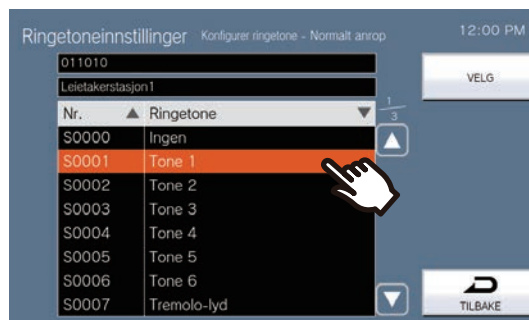 Ringetoneinnstillinger Konfigurer ringetone - Normalt anrop 12:00 PM
011010
Leietakerstasjon1
VELG
Nr. ▲ Ringetone ▼ 1/3
S0000 Ingen
S0001 Tone 1
S0002 Tone 2
S0003 Tone 3
S0004 Tone 4
S0005 Tone 5
S0006 Tone 6
S0007 Tremolo-lyd
TILBAKE